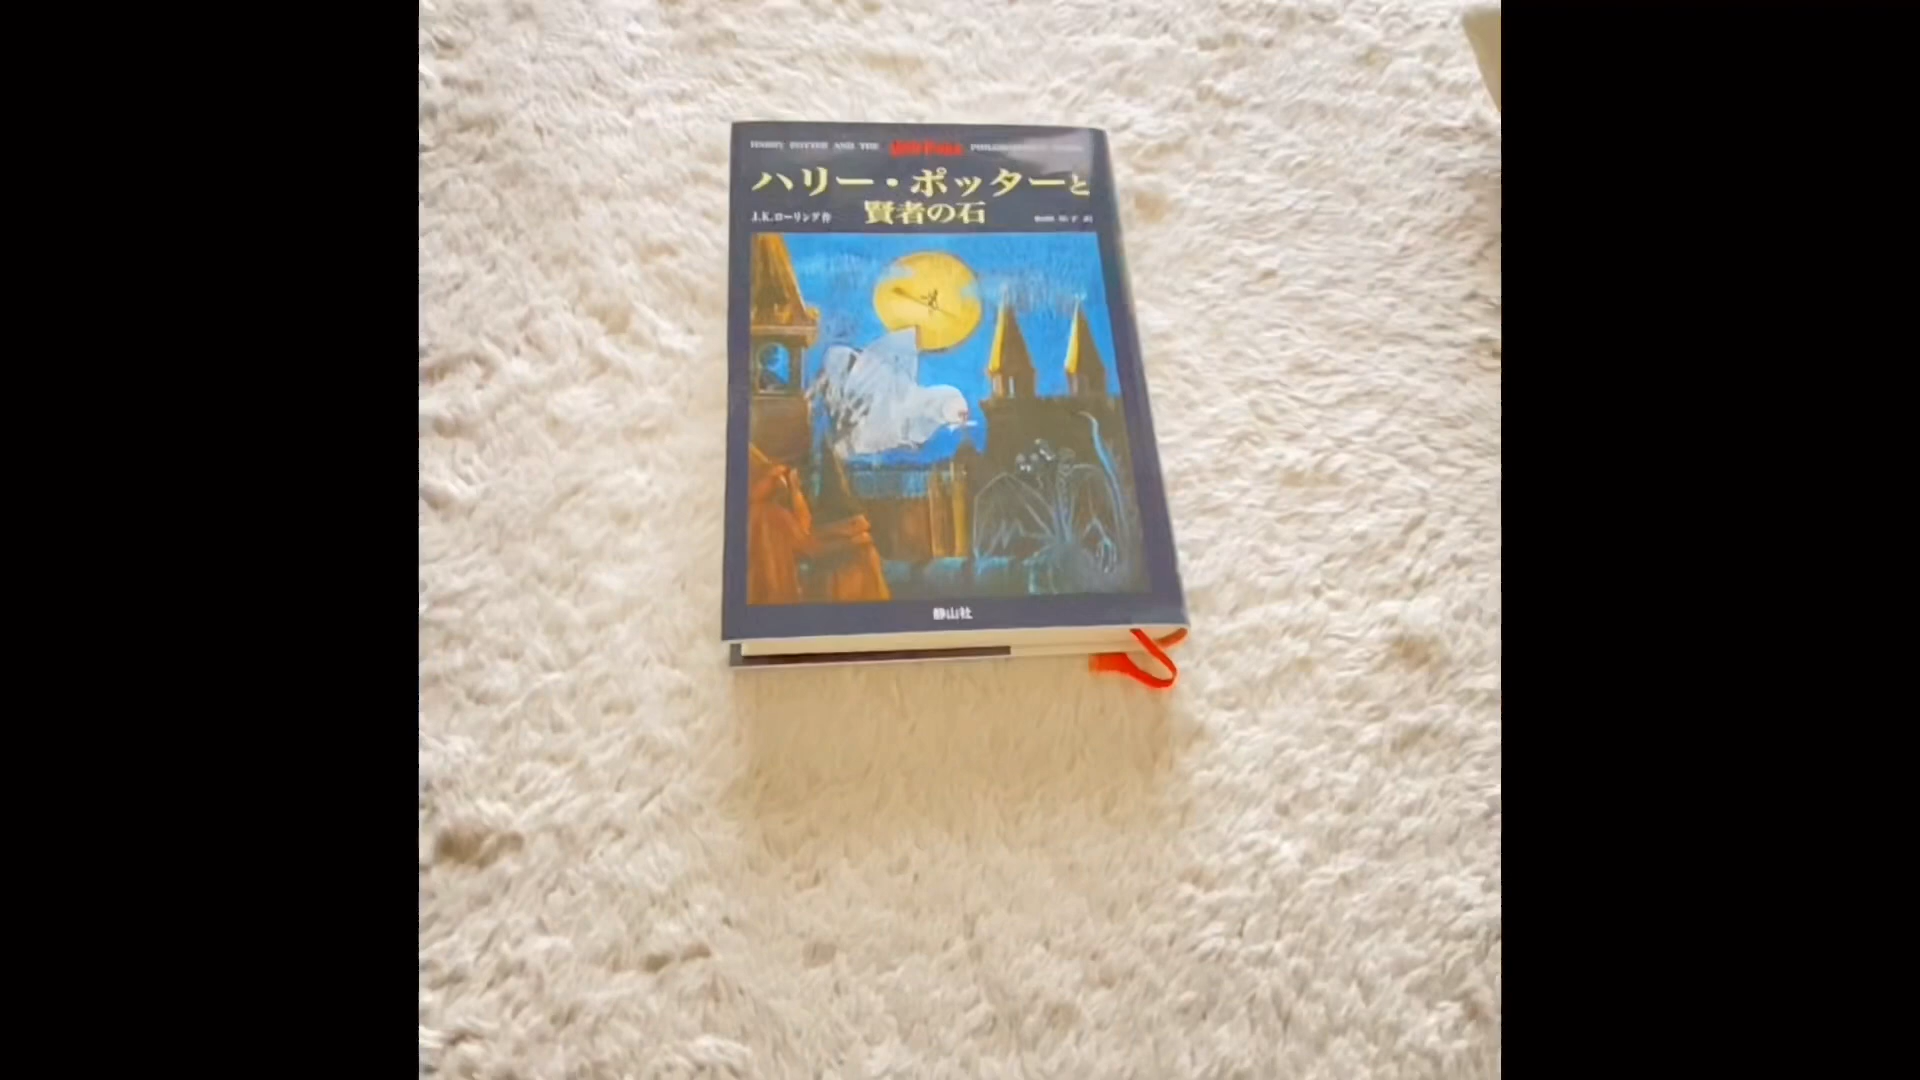 HARRY POTTER AND THE PHILOSOPHER'S
ハリー・ポッターと
賢者の石
J.K.ローリング作
静山社